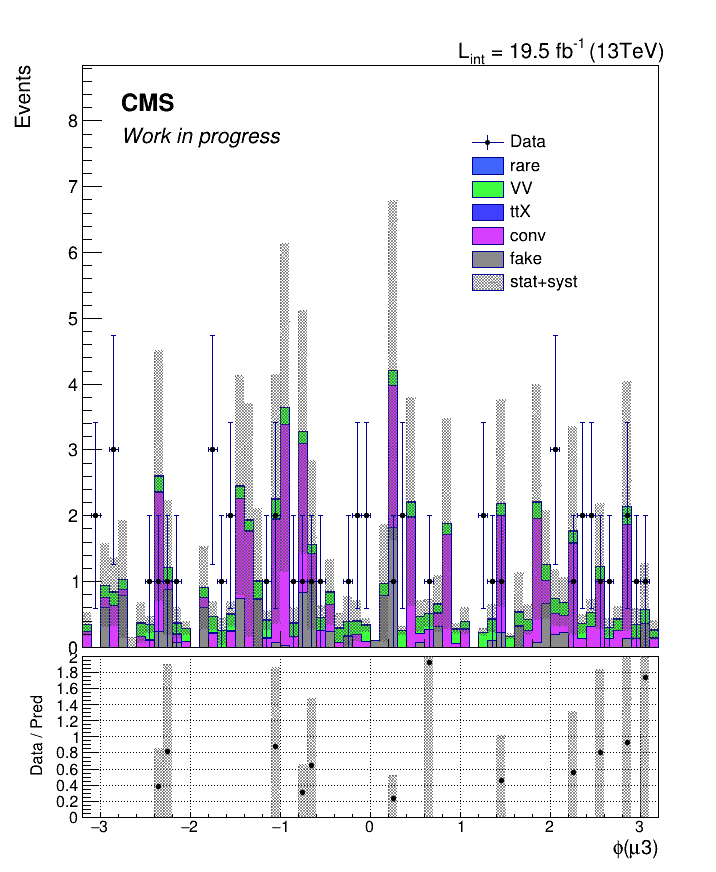 L_int = 19.5 fb^-1 (13TeV)
Events
CMS
Work in progress
Data
rare
VV
ttX
conv
fake
stat+syst
8
7
6
5
4
3
2
1
0
Data / Pred
2
1.8
1.6
1.4
1.2
1
0.8
0.6
0.4
0.2
0
−3 −2 −1 0 1 2 3
ϕ(μ3)